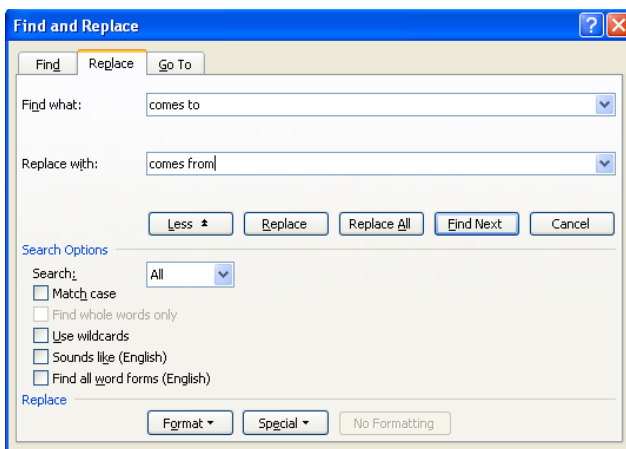 Find and Replace
Find Replace Go To
Find what: comes to
Replace with: comes from
Less Replace Replace All Find Next Cancel
Search Options
Search: All
Match case
Find whole words only
Use wildcards
Sounds like (English)
Find all word forms (English)
Replace
Format Special No Formatting